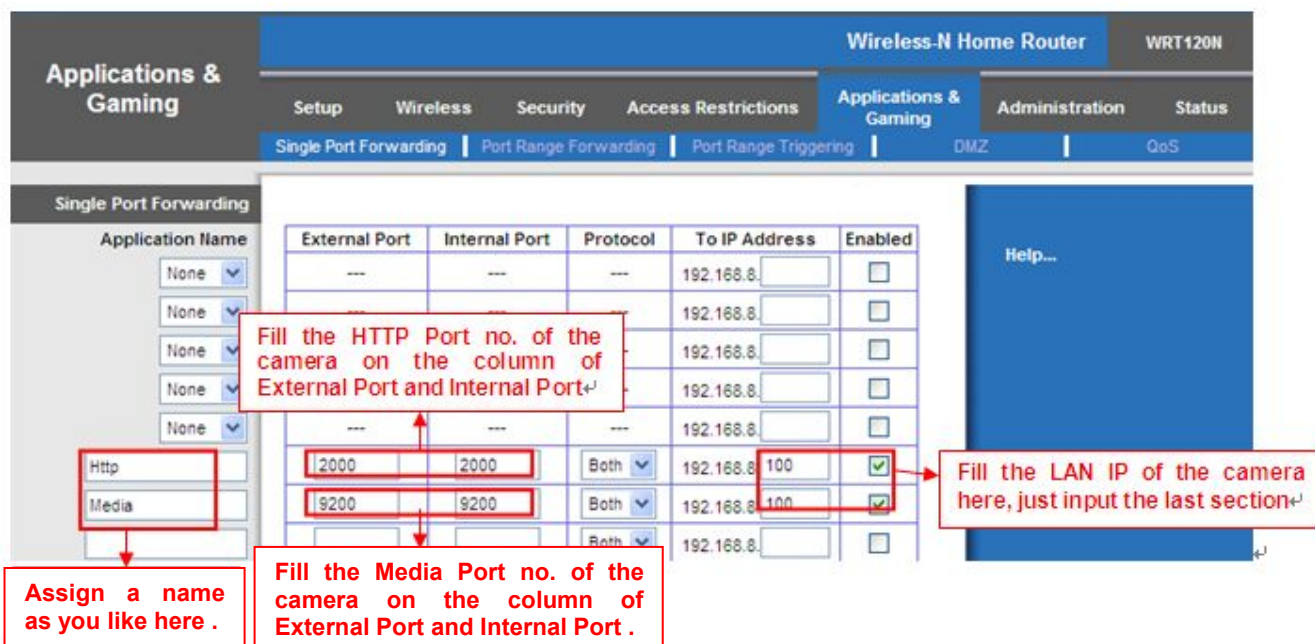 Wireless-N Home Router WRT120N
Applications &
Gaming
Setup Wireless Security Access Restrictions Applications & Gaming Administration Status
Single Port Forwarding Port Range Forwarding Port Range Triggering DMZ QoS
Single Port Forwarding
Application Name External Port Internal Port Protocol To IP Address Enabled
Help...
None --- --- --- 192.168.8.
None 192.168.8.
None 192.168.8.
None 192.168.8.
None --- --- --- 192.168.8.
Fill the HTTP Port no. of the
camera on the column of
External Port and Internal Port↵
Http 2000 2000 Both 192.168.8. 100
Media 9200 9200 Both 192.168.8. 100
Both 192.168.8.
Fill the LAN IP of the camera
here, just input the last section↵
↵
Assign a name
as you like here .
Fill the Media Port no. of the
camera on the column of
External Port and Internal Port .